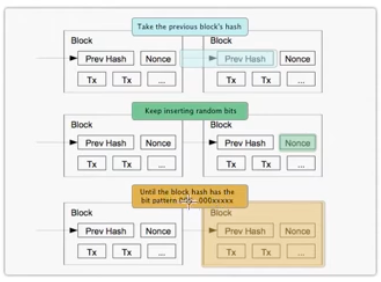 Take the previous block's hash
Block Block
Prev Hash Nonce Prev Hash Nonce
Tx Tx ... Tx Tx ...
Keep inserting random bits
Block Block
Prev Hash Nonce Prev Hash Nonce
Tx Tx ... Tx Tx ...
Until the block hash has the
bit pattern 000...000xxxxx
Block Block
Prev Hash Nonce Prev Hash Nonce
Tx Tx ... Tx Tx ...